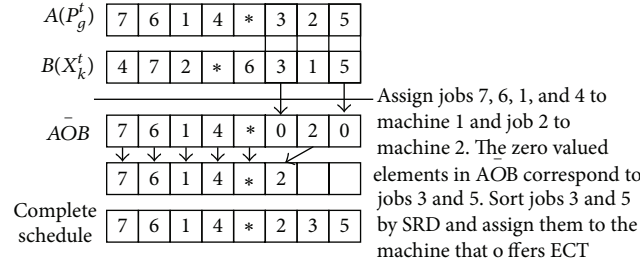 A(P_g^t) 7 6 1 4 * 3 2 5
B(X_k^t) 4 7 2 * 6 3 1 5
AŌB 7 6 1 4 * 0 2 0
7 6 1 4 * 2
Complete
schedule 7 6 1 4 * 2 3 5
Assign jobs 7, 6, 1, and 4 to
machine 1 and job 2 to
machine 2. The zero valued
elements in AŌB correspond to
jobs 3 and 5. Sort jobs 3 and 5
by SRD and assign them to the
machine that o ffers ECT